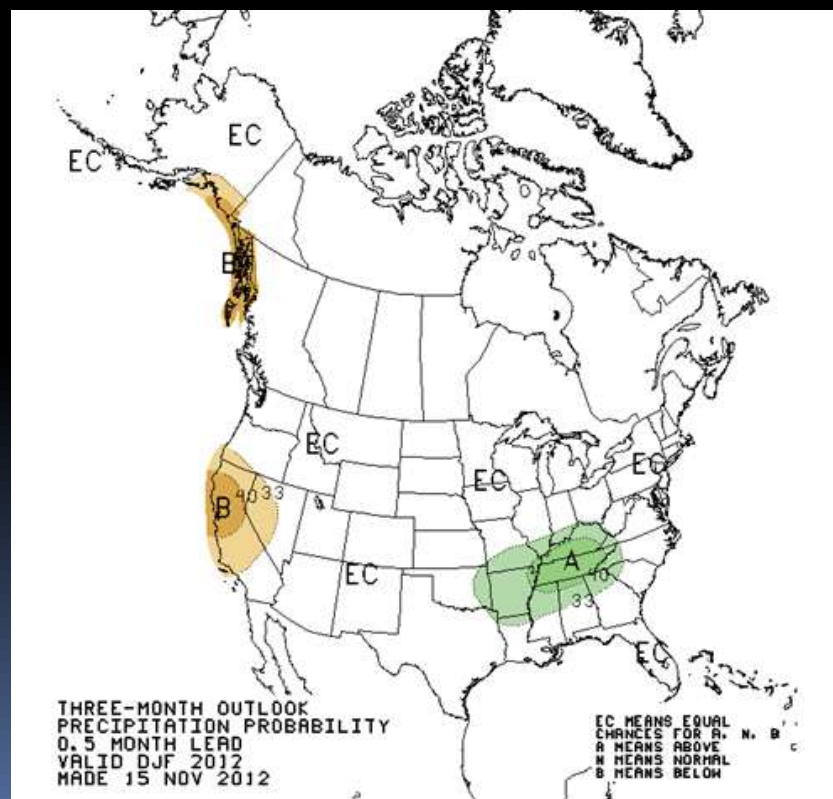 EC
EC
B
EC
EC
EC
40 33
B
A
EC
40
33
EC
THREE-MONTH OUTLOOK
PRECIPITATION PROBABILITY
0.5 MONTH LEAD
VALID DJF 2012
MADE 15 NOV 2012
EC MEANS EQUAL
CHANCES FOR A, N, B
A MEANS ABOVE
N MEANS NORMAL
B MEANS BELOW